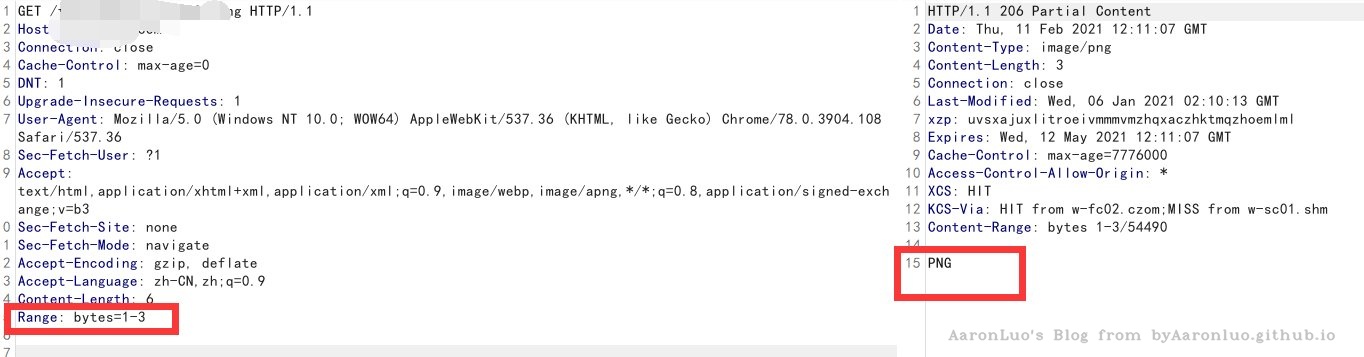 1 GET / ng HTTP/1.1
2 Host
3 Connection: close
4 Cache-Control: max-age=0
5 DNT: 1
6 Upgrade-Insecure-Requests: 1
7 User-Agent: Mozilla/5.0 (Windows NT 10.0; WOW64) AppleWebKit/537.36 (KHTML, like Gecko) Chrome/78.0.3904.108
Safari/537.36
8 Sec-Fetch-User: ?1
9 Accept:
text/html,application/xhtml+xml,application/xml;q=0.9,image/webp,image/apng,*/*;q=0.8,application/signed-exch
ange;v=b3
0 Sec-Fetch-Site: none
1 Sec-Fetch-Mode: navigate
2 Accept-Encoding: gzip, deflate
3 Accept-Language: zh-CN,zh;q=0.9
4 Content-Length: 6
Range: bytes=1-3
6
7
1 HTTP/1.1 206 Partial Content
2 Date: Thu, 11 Feb 2021 12:11:07 GMT
3 Content-Type: image/png
4 Content-Length: 3
5 Connection: close
6 Last-Modified: Wed, 06 Jan 2021 02:10:13 GMT
7 xzp: uvsxajuxlitroeivmmmvmzhqxaczhktmqzhoemlml
8 Expires: Wed, 12 May 2021 12:11:07 GMT
9 Cache-Control: max-age=7776000
10 Access-Control-Allow-Origin: *
11 XCS: HIT
12 KCS-Via: HIT from w-fc02.czom;MISS from w-sc01.shm
13 Content-Range: bytes 1-3/54490
14
15 PNG
AaronLuo's Blog from byAaronluo.github.io